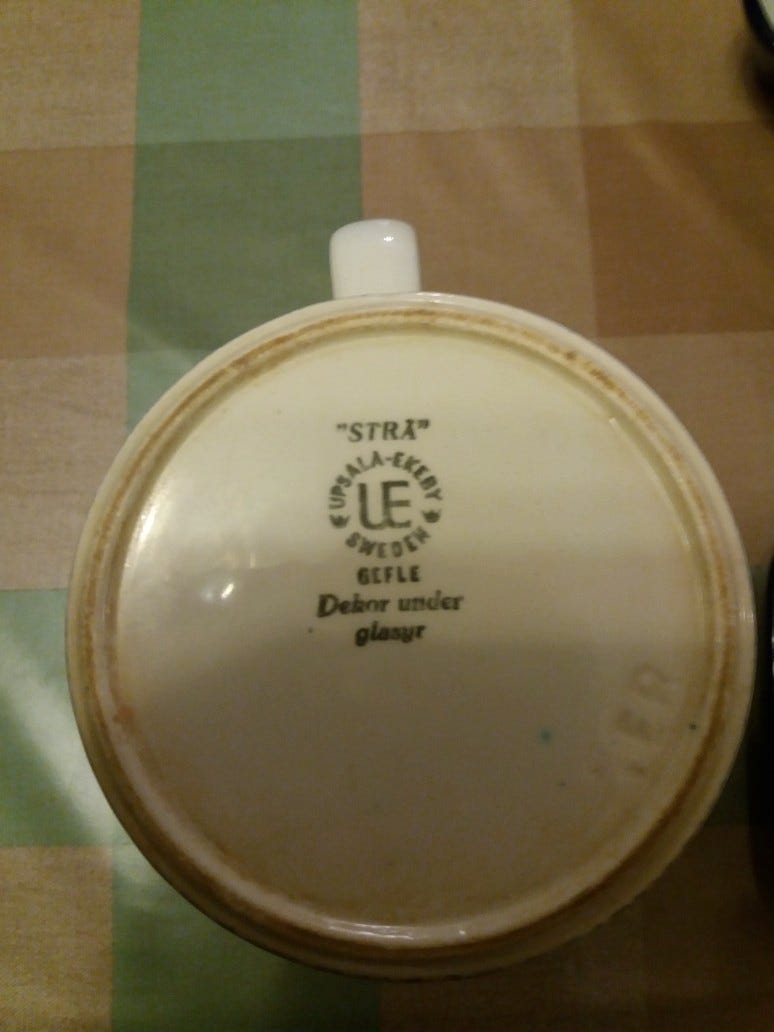 "STRÅ"
UPSALA-EKEBY
UE
SWEDEN
GEFLE
Dekor under
glasyr